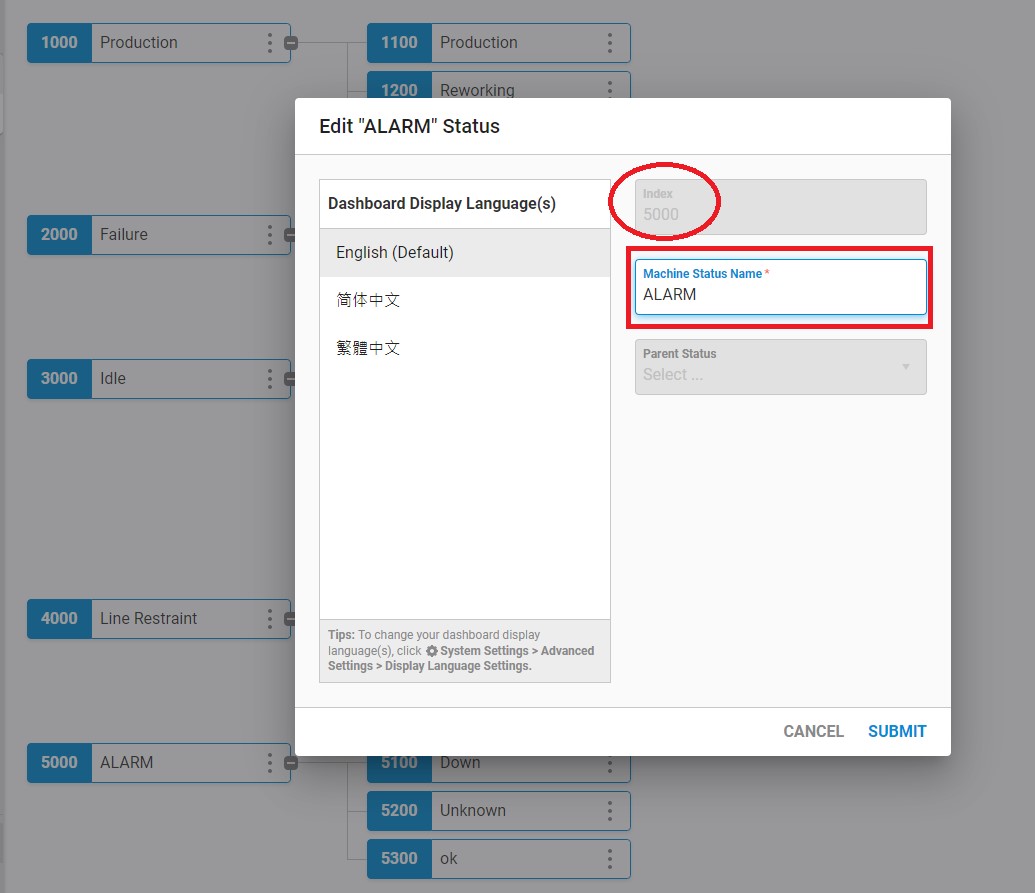 1000 Production
1100 Production
1200 Reworking
Edit "ALARM" Status
Dashboard Display Language(s)
English (Default)
简体中文
繁體中文
Tips: To change your dashboard display
language(s), click System Settings > Advanced
Settings > Display Language Settings.
Index
5000
Machine Status Name *
ALARM
Parent Status
Select ...
CANCEL SUBMIT
2000 Failure
3000 Idle
4000 Line Restraint
5000 ALARM
5100 Down
5200 Unknown
5300 ok